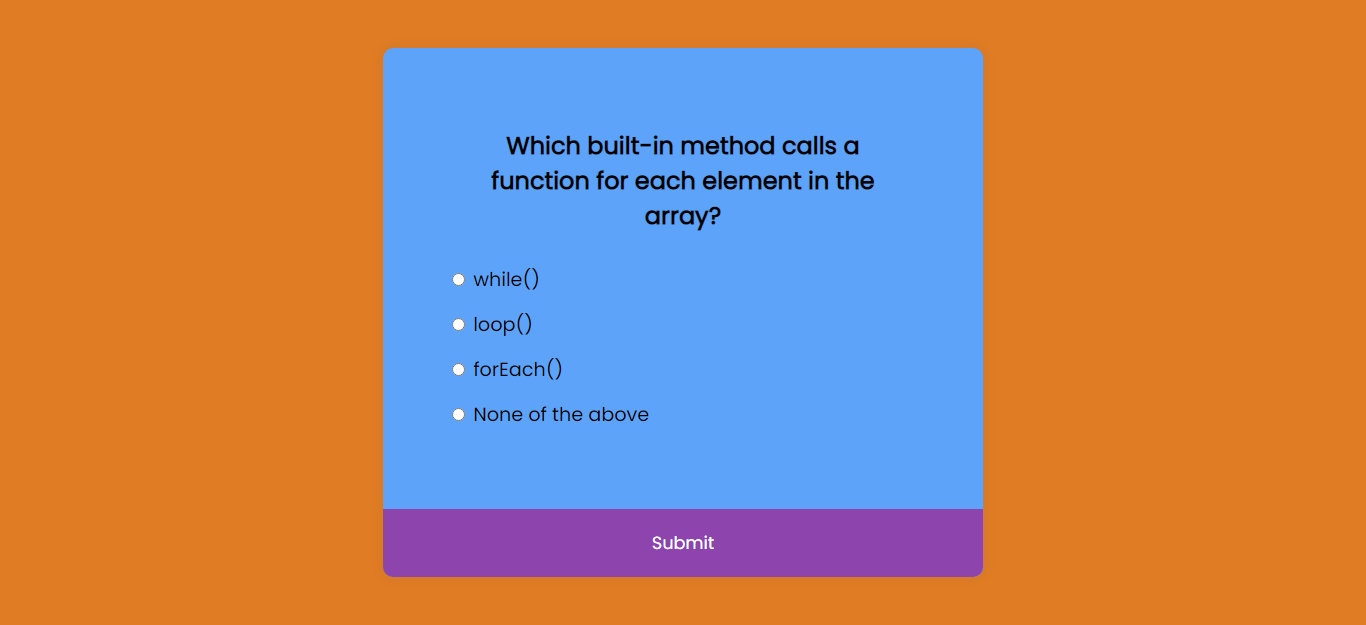 Which built-in method calls a
function for each element in the
array?
while()
loop()
forEach()
None of the above
Submit